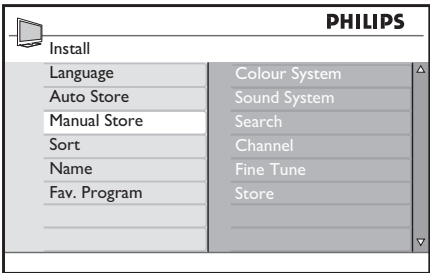 PHILIPS
Install
Language
Auto Store
Manual Store
Sort
Name
Fav. Program
Colour System
Sound System
Search
Channel
Fine Tune
Store